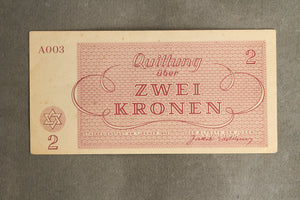 A003
Quittung
über
2
ZWEI
KRONEN
2